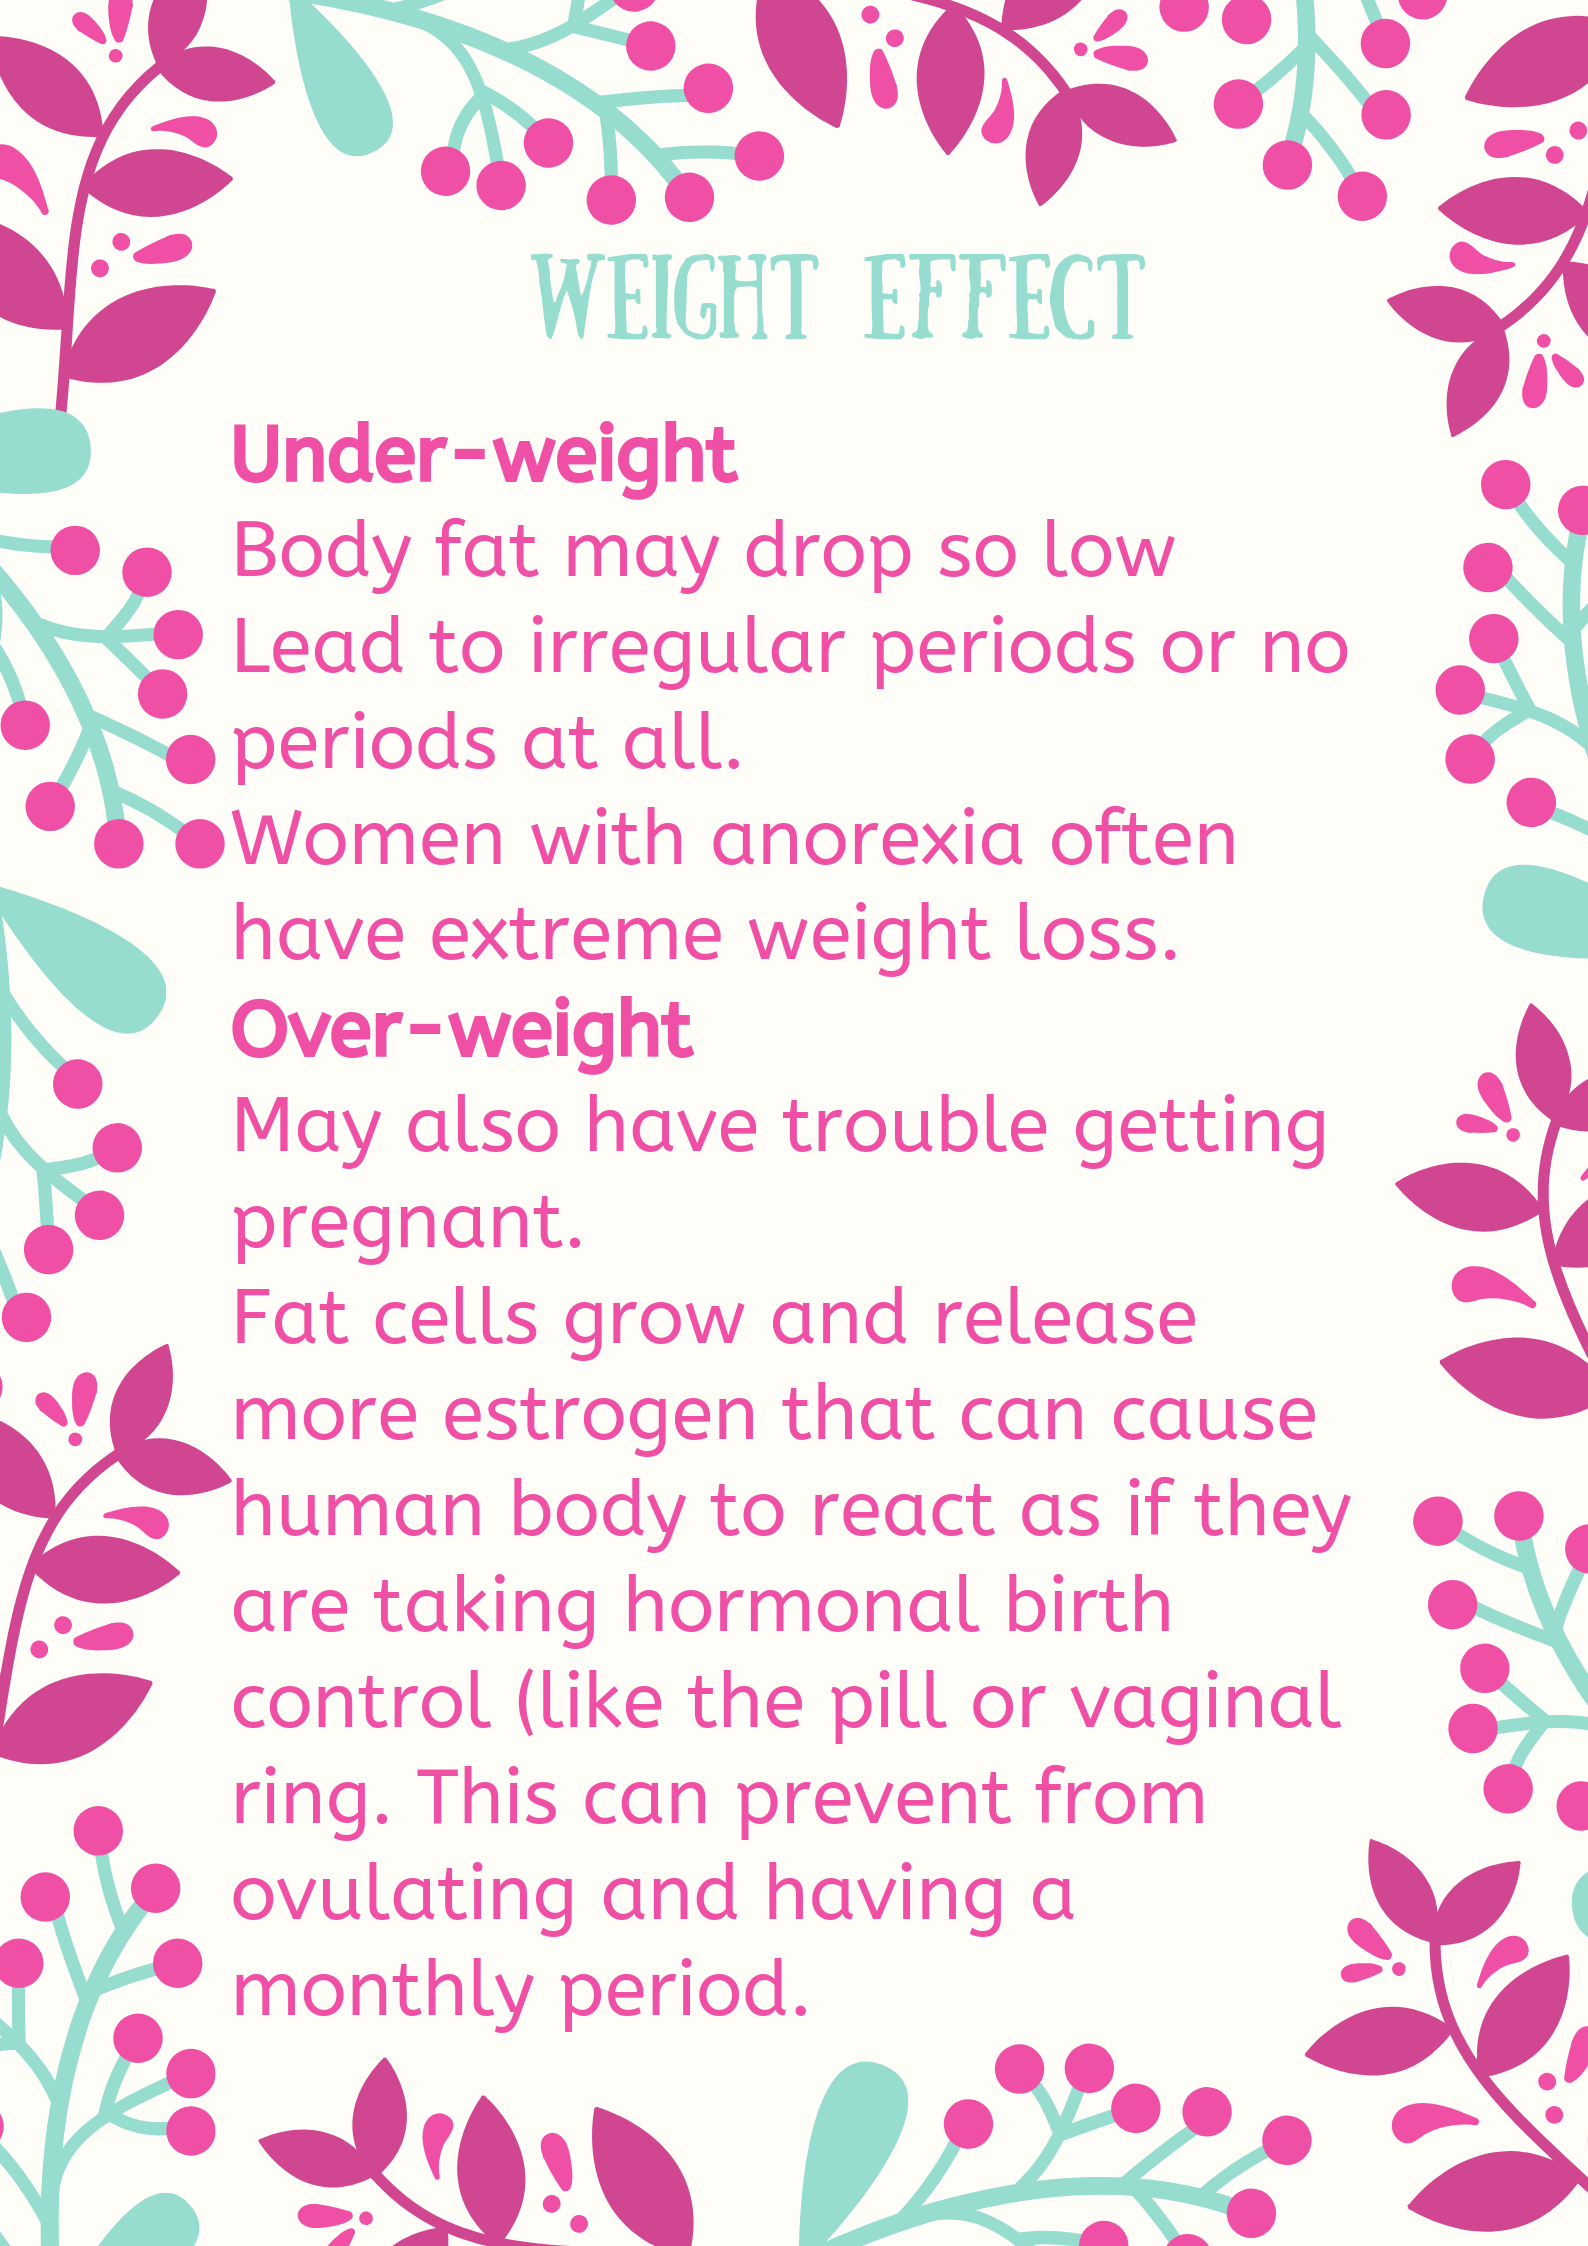 WEIGHT EFFECT
Under-weight
Body fat may drop so low
Lead to irregular periods or no
periods at all.
Women with anorexia often
have extreme weight loss.
Over-weight
May also have trouble getting
pregnant.
Fat cells grow and release
more estrogen that can cause
human body to react as if they
are taking hormonal birth
control (like the pill or vaginal
ring. This can prevent from
ovulating and having a
monthly period.